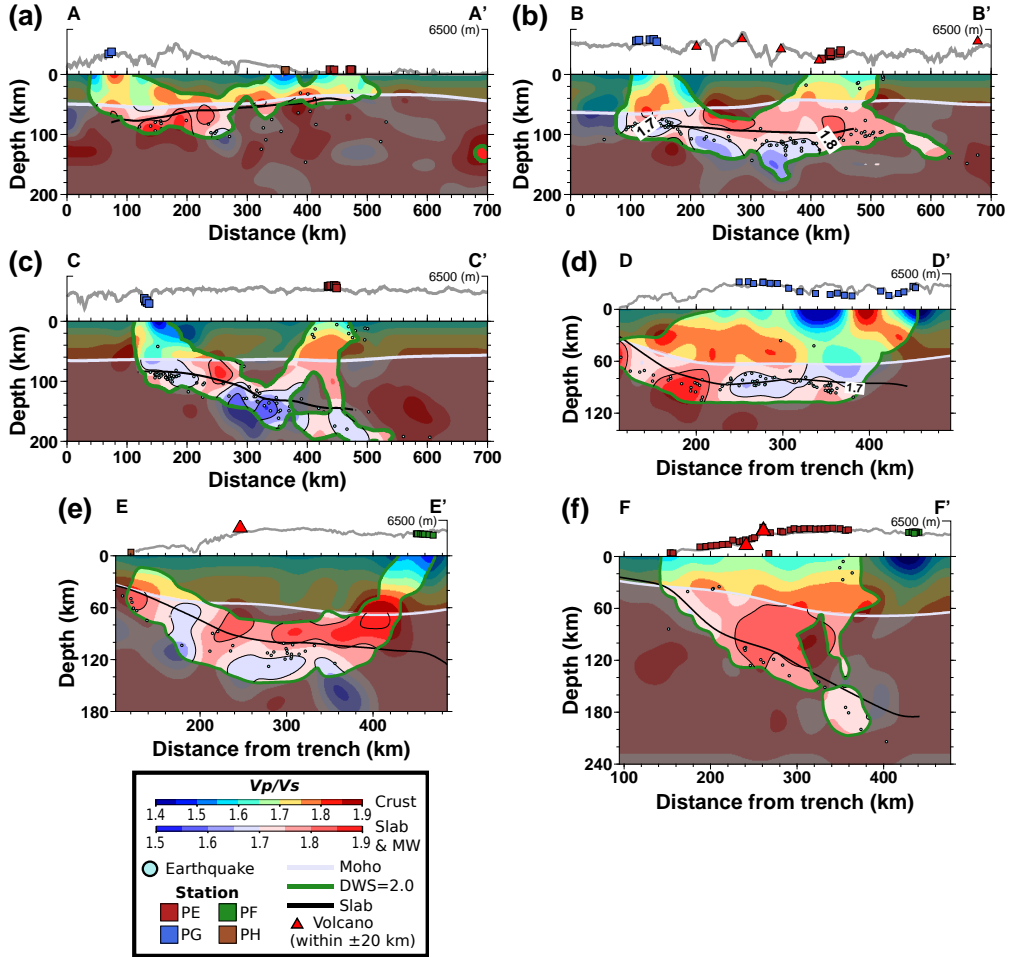 (a) A A’
6500 (m)
Depth (km)
0
100
200
0 100 200 300 400 500 600 700
Distance (km)
(b) B B’
6500 (m)
Depth (km)
0
100
200
1.7
1.8
0 100 200 300 400 500 600 700
Distance (km)
(c) C C’
6500 (m)
Depth (km)
0
100
200
0 100 200 300 400 500 600 700
Distance (km)
(d) D D’
6500 (m)
Depth (km)
0
60
120
1.7
200 300 400
Distance from trench (km)
(e) E E’
6500 (m)
Depth (km)
0
60
120
180
200 300 400
Distance from trench (km)
(f) F F’
6500 (m)
Depth (km)
0
60
120
180
240
100 200 300 400
Distance from trench (km)
Vp/Vs
Crust
1.4 1.5 1.6 1.7 1.8 1.9
Slab
& MW
1.5 1.6 1.7 1.8 1.9
Earthquake
Station
PE PF
PG PH
Moho
DWS=2.0
Slab
Volcano
(within ±20 km)